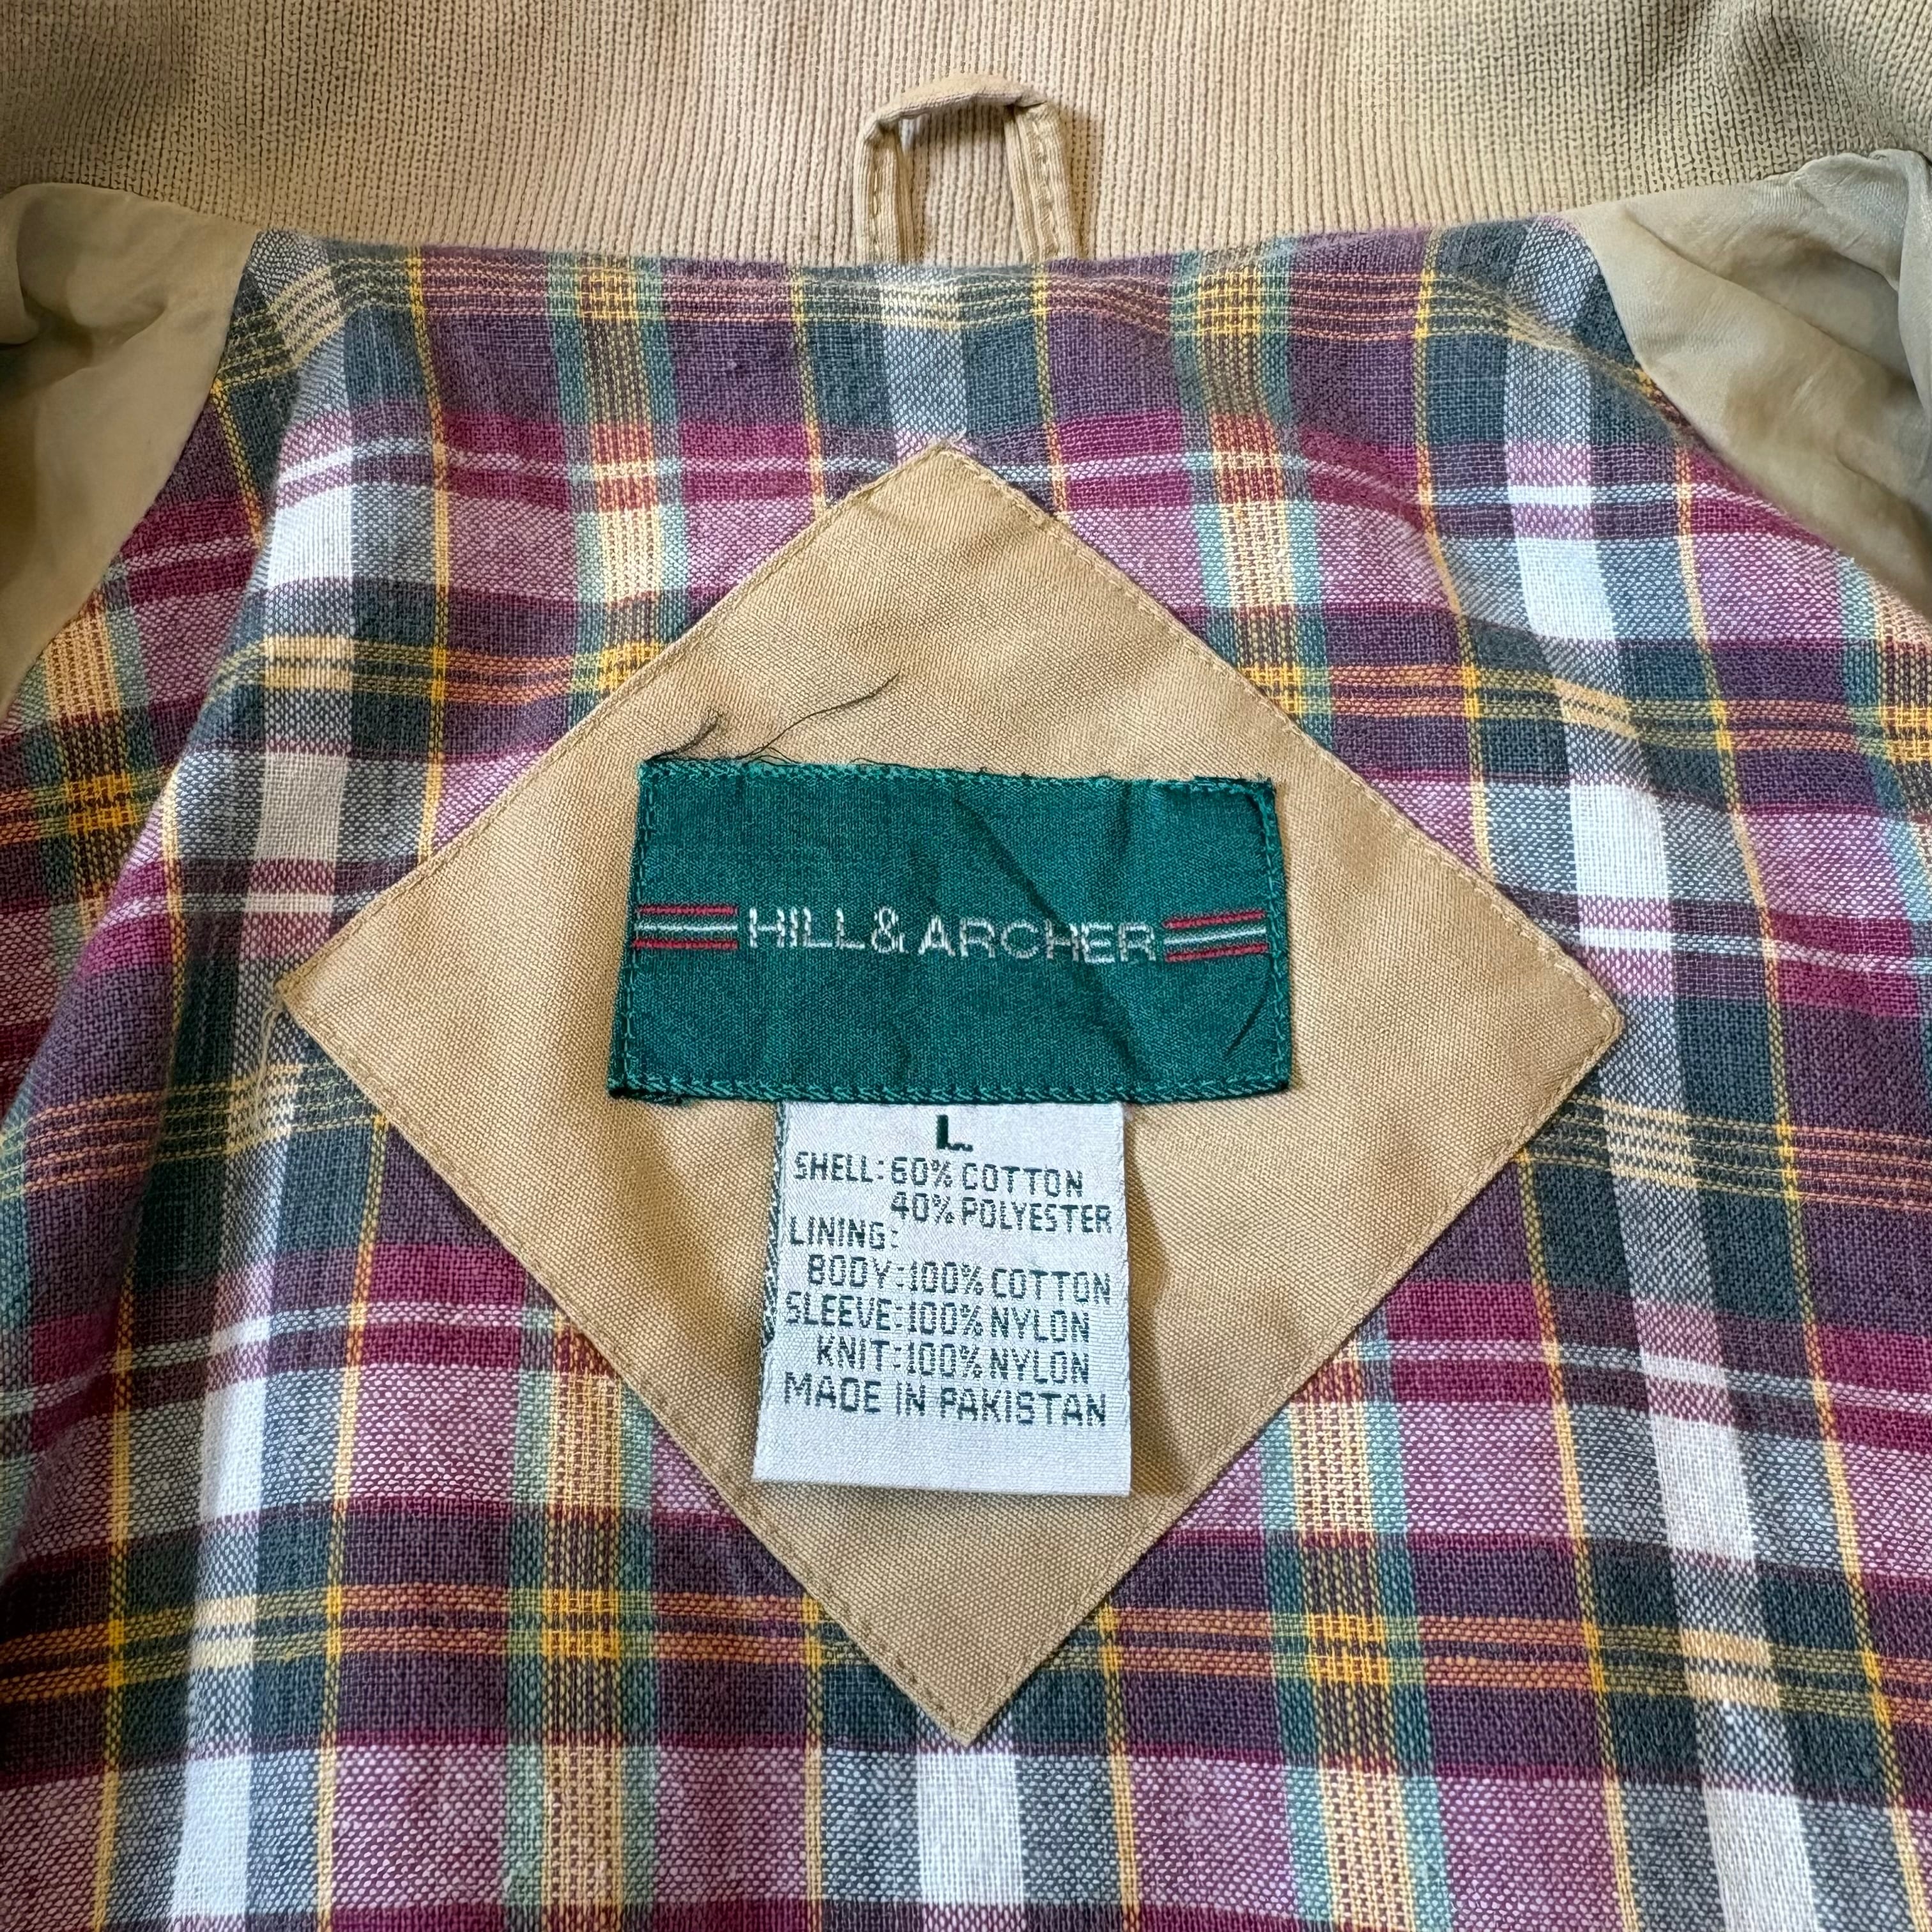 HILL & ARCHER
L
SHELL: 60% COTTON
40% POLYESTER
LINING:
BODY: 100% COTTON
SLEEVE: 100% NYLON
KNIT: 100% NYLON
MADE IN PAKISTAN